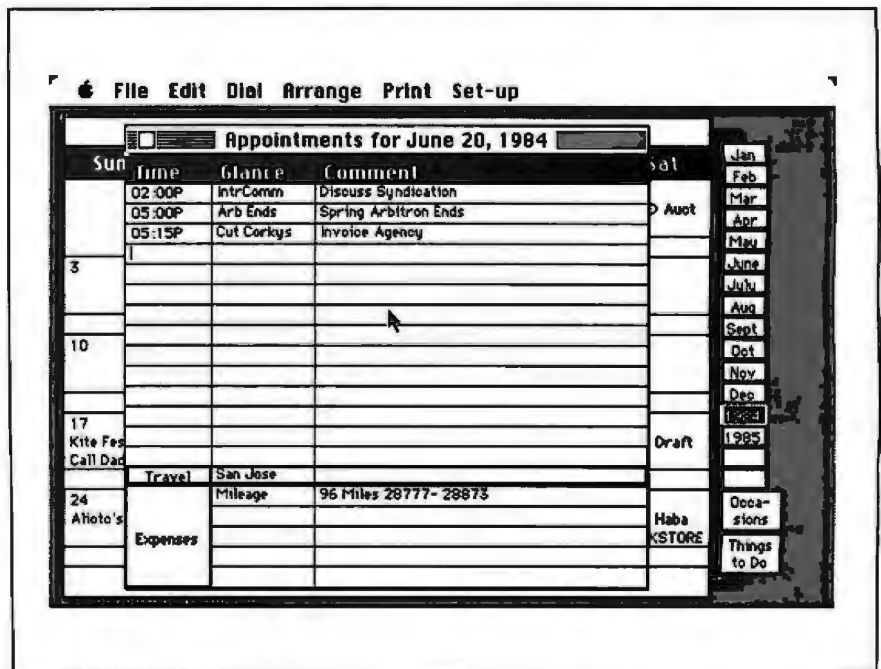 File Edit Dial Arrange Print Set-up
Appointments for June 20, 1984
Sun
Sat
Time Glance Comment
02:00P IntrComm Discuss Syndication
05:00P Arb Ends Spring Arbitron Ends
05:15P Cut Corkys Invoice Agency
Auct
3
10
17
Kite Fes
Call Dad
Draft
Travel San Jose
Mileage 96 Miles 28777-28873
Expenses
24
Alioto's
Haba
KSTORE
Jan
Feb
Mar
Apr
May
June
July
Aug
Sept
Oct
Nov
Dec
1984
1985
Occa-
sions
Things
to Do